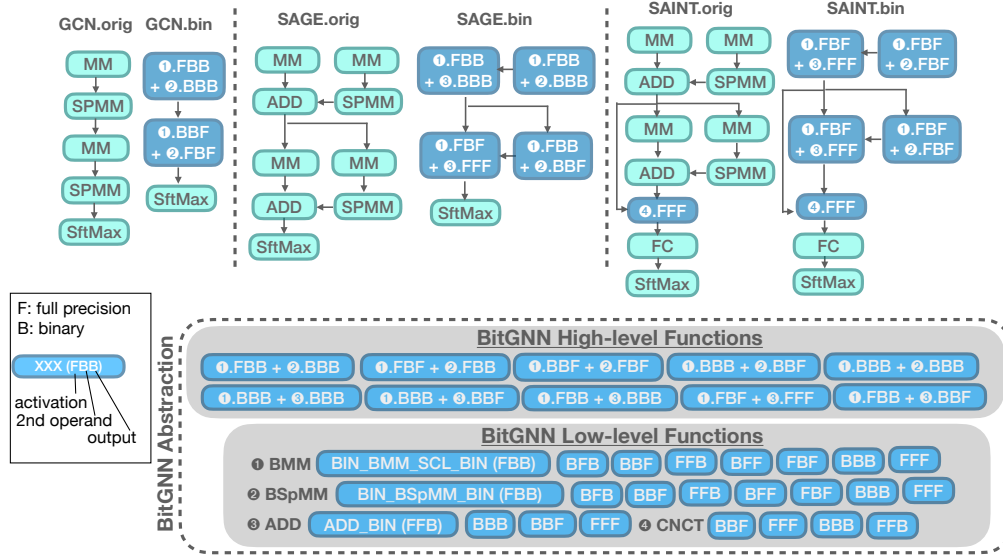 GCN.orig
MM
SPMM
MM
SPMM
SftMax
GCN.bin
❶.FBB
+ ❷.BBB
❶.BBF
+ ❷.FBF
SftMax
SAGE.orig
MM MM
ADD SPMM
MM MM
ADD SPMM
SftMax
SAGE.bin
❶.FBB ❶.FBB
+ ❸.BBB + ❷.BBB
❶.FBF ❶.FBB
+ ❸.FFF + ❷.BBF
SftMax
SAINT.orig
MM MM
ADD SPMM
MM MM
ADD SPMM
❹.FFF
FC
SftMax
SAINT.bin
❶.FBF ❶.FBF
+ ❸.FFF + ❷.FBF
❶.FBF ❶.FBF
+ ❸.FFF + ❷.FBF
❹.FFF
FC
SftMax
F: full precision
B: binary
XXX (FBB)
activation
2nd operand
output
BitGNN Abstraction
BitGNN High-level Functions
❶.FBB + ❷.BBB ❶.FBF + ❷.FBB ❶.BBF + ❷.FBF ❶.BBB + ❷.BBF ❶.BBB + ❷.BBB
❶.BBB + ❸.BBB ❶.BBB + ❸.BBF ❶.FBB + ❸.BBB ❶.FBF + ❸.FFF ❶.FBB + ❸.BBF
BitGNN Low-level Functions
❶ BMM BIN_BMM_SCL_BIN (FBB) BFB BBF FFB BFF FBF BBB FFF
❷ BSpMM BIN_BSpMM_BIN (FBB) BFB BBF FFB BFF FBF BBB FFF
❸ ADD ADD_BIN (FFB) BBB BBF FFF ❹ CNCT BBF FFF BBB FFB